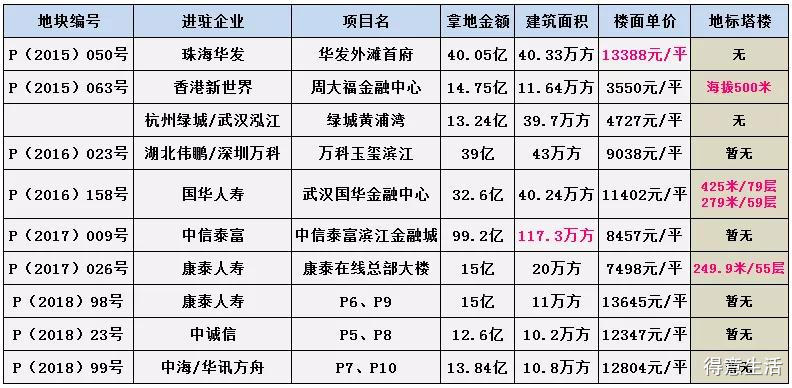 地块编号 进驻企业 项目名 拿地金额 建筑面积 楼面单价 地标塔楼
P（2015）050号 珠海华发 华发外滩首府 40.05亿 40.33万方 13388元/平 无
P（2015）063号 香港新世界 周大福金融中心 14.75亿 11.64万方 3550元/平 海拔500米
杭州绿城/武汉泓江 绿城黄浦湾 13.24亿 39.7万方 4727元/平 无
P（2016）023号 湖北伟鹏/深圳万科 万科玉玺滨江 39亿 43万方 9038元/平 暂无
P（2016）158号 国华人寿 武汉国华金融中心 32.6亿 40.24万方 11402元/平 425米/79层
279米/59层
P（2017）009号 中信泰富 中信泰富滨江金融城 99.2亿 117.3万方 8457元/平 暂无
P（2017）026号 康泰人寿 康泰在线总部大楼 15亿 20万方 7498元/平 249.9米/55层
P（2018）98号 康泰人寿 P6、P9 15亿 11万方 13645元/平 暂无
P（2018）23号 中诚信 P5、P8 12.6亿 10.2万方 12347元/平 暂无
P（2018）99号 中海/华讯方舟 P7、P10 13.84亿 10.8万方 12804元/平 暂无
得意生活